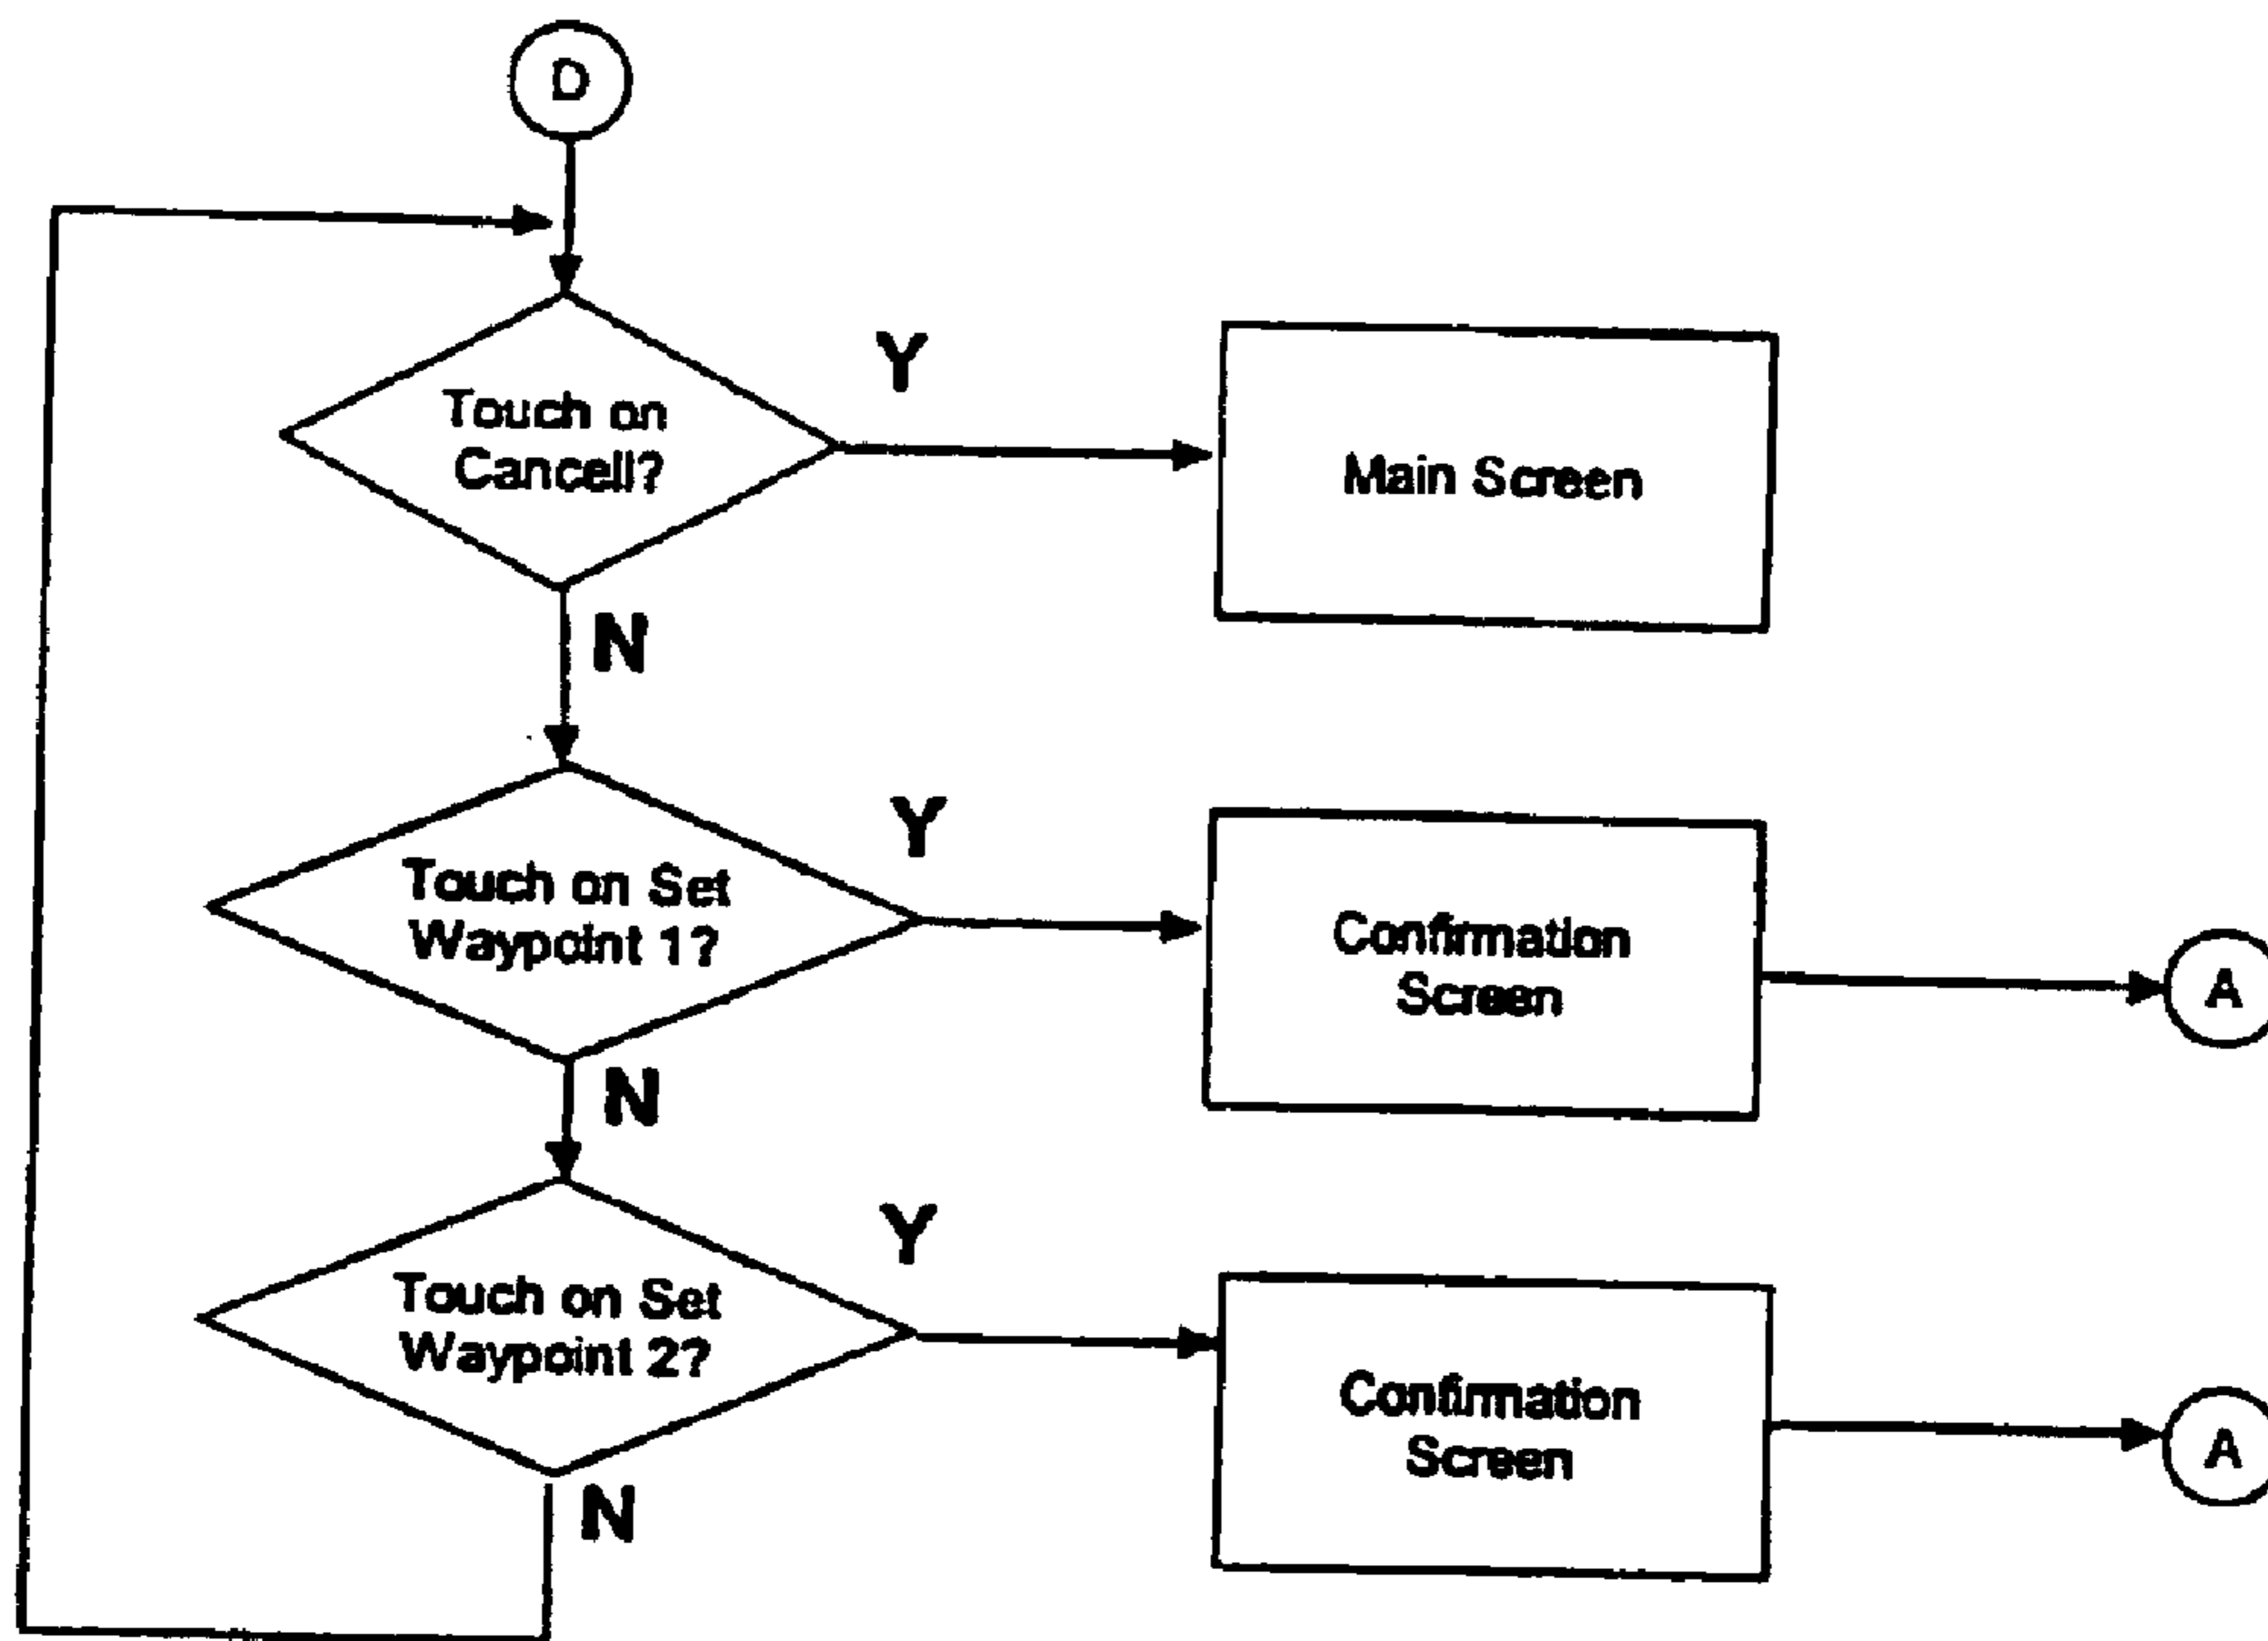 D
Touch on
Cancell?
Y
Main Screen
N
Touch on Set
Waypoint 1?
Y
Confirmation
Screen
A
N
Touch on Set
Waypoint 2?
Y
Confirmation
Screen
A
N